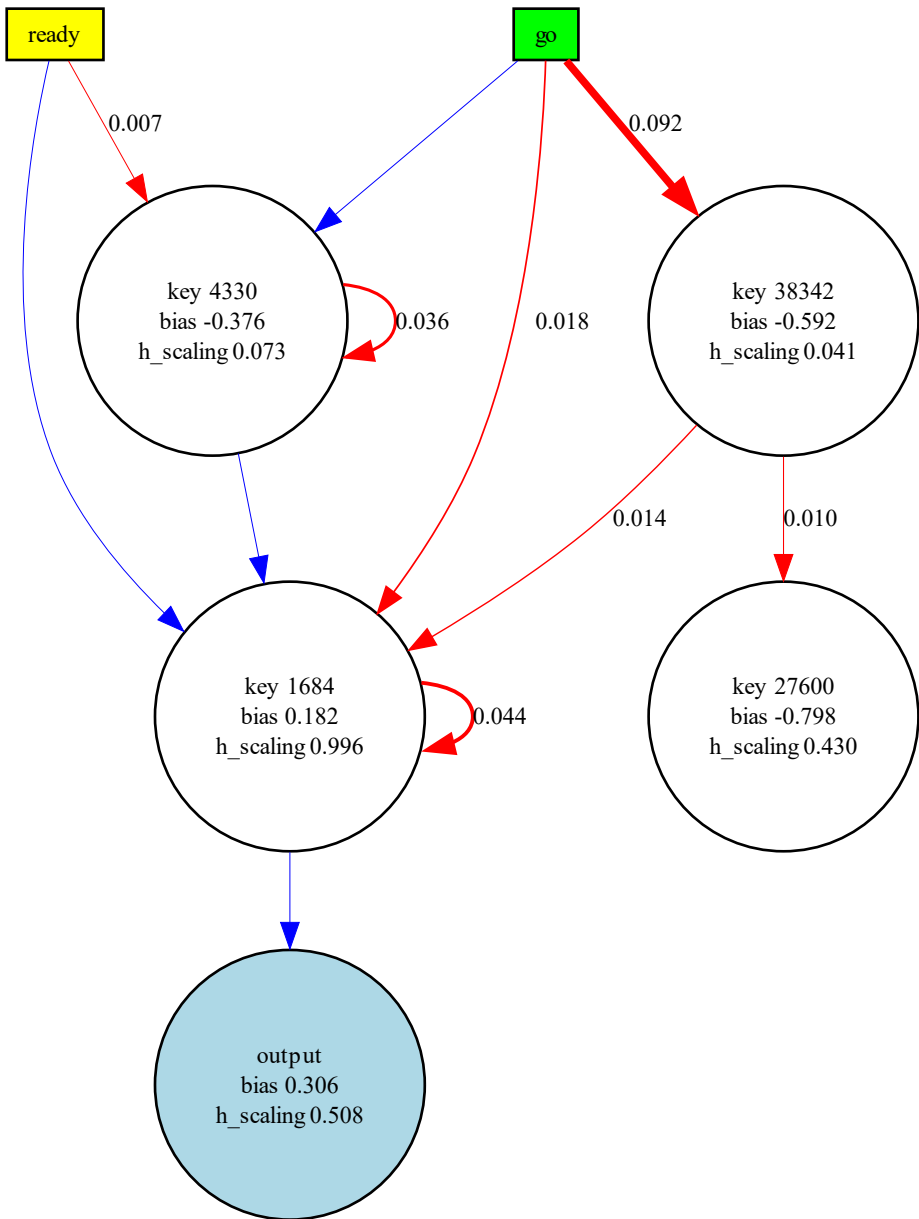 ready
go
0.007
0.092
key 4330
bias -0.376
h_scaling 0.073
0.036
0.018
key 38342
bias -0.592
h_scaling 0.041
0.014
0.010
key 1684
bias 0.182
h_scaling 0.996
0.044
key 27600
bias -0.798
h_scaling 0.430
output
bias 0.306
h_scaling 0.508